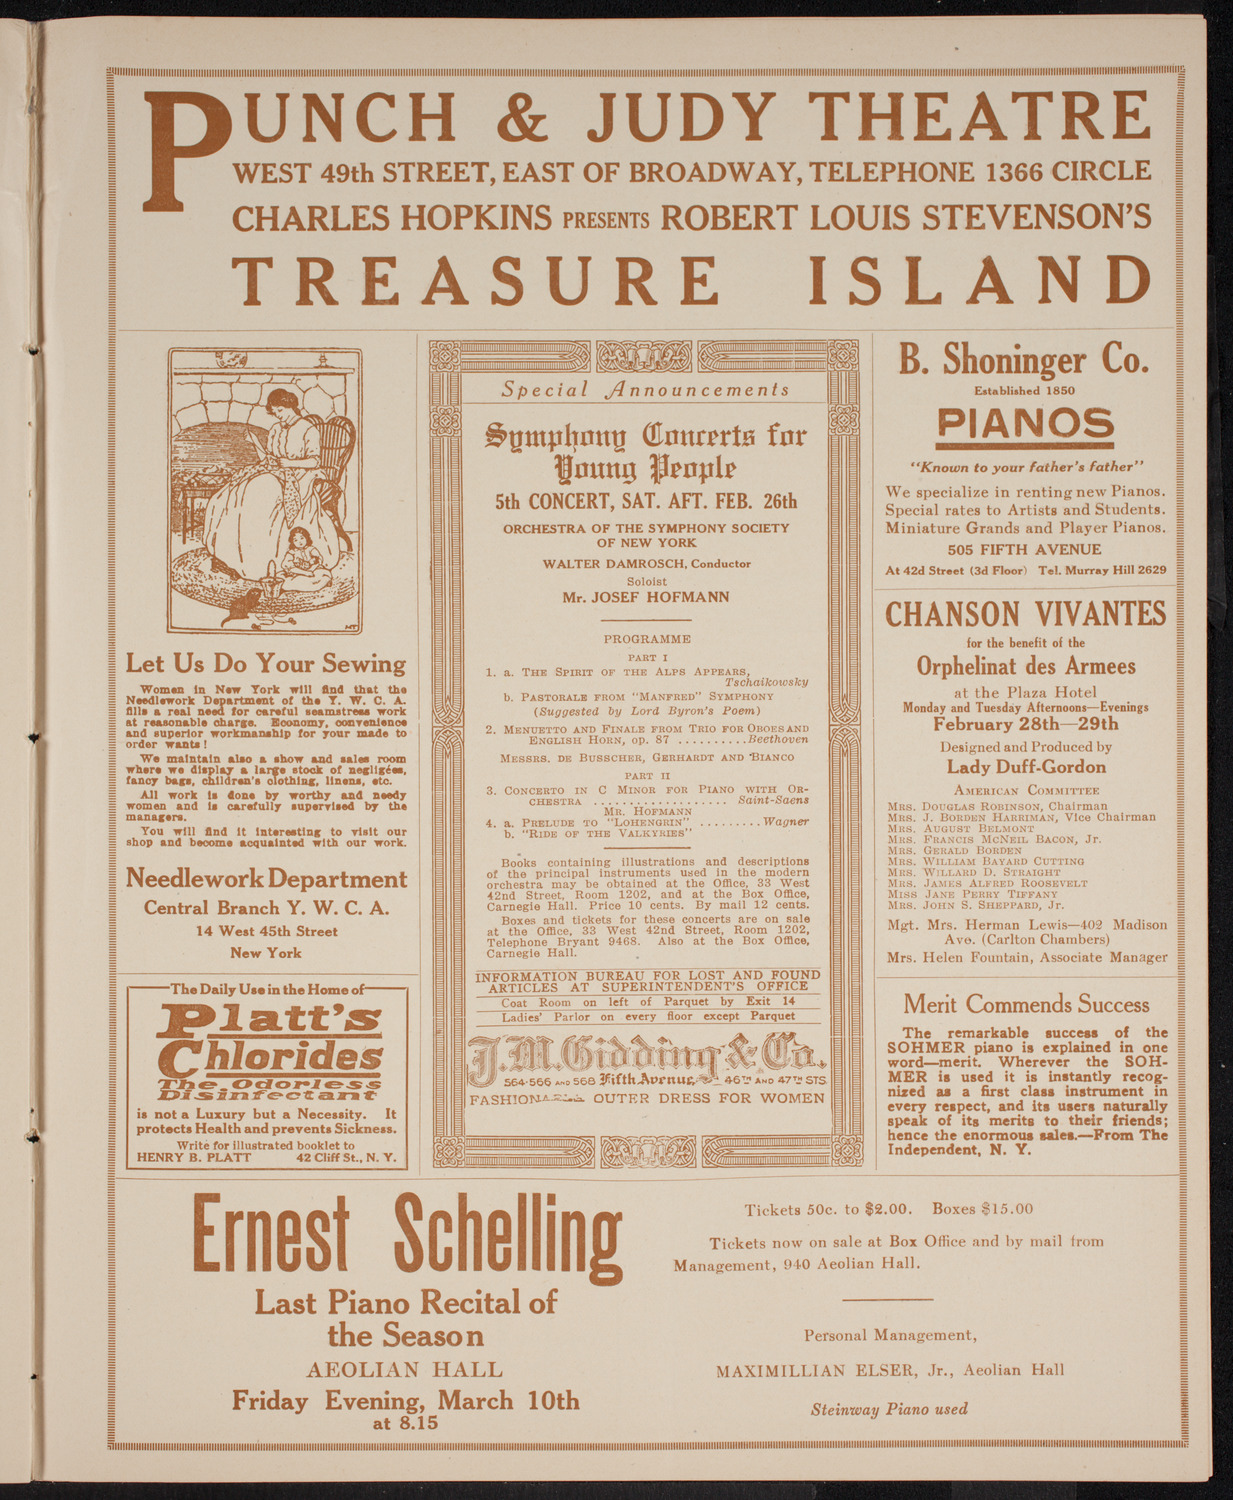 PUNCH & JUDY THEATRE
WEST 49th STREET, EAST OF BROADWAY, TELEPHONE 1366 CIRCLE
CHARLES HOPKINS PRESENTS ROBERT LOUIS STEVENSON'S
TREASURE ISLAND
Let Us Do Your Sewing
Women in New York will find that the
Needlework Department of the Y. W. C. A.
fills a real need for careful seamstress work
at reasonable charge. Economy, convenience
and superior workmanship for your made to
order wants!
We maintain also a show and sales room
where we display a large stock of negligées,
fancy bags, children's clothing, linens, etc.
All work is done by worthy and needy
women and is carefully supervised by the
managers.
You will find it interesting to visit our
shop and become acquainted with our work.
Needlework Department
Central Branch Y. W. C. A.
14 West 45th Street
New York
The Daily Use in the Home of
Platt's
Chlorides
The Odorless
Disinfectant
is not a Luxury but a Necessity. It
protects Health and prevents Sickness.
Write for illustrated booklet to
HENRY B. PLATT 42 Cliff St., N. Y.
Special Announcements
Symphony Concerts for
Young People
5th CONCERT, SAT. AFT. FEB. 26th
ORCHESTRA OF THE SYMPHONY SOCIETY
OF NEW YORK
WALTER DAMROSCH, Conductor
Soloist
Mr. JOSEF HOFMANN
PROGRAMME
PART I
1. a. THE SPIRIT OF THE ALPS APPEARS,
Tschaikowsky
b. PASTORALE FROM "MANFRED" SYMPHONY
(Suggested by Lord Byron's Poem)
2. MENUETTO AND FINALE FROM TRIO FOR OBOES AND
ENGLISH HORN, op. 87 ..........Beethoven
MESSRS. DE BUSSCHER, GERHARDT AND BIANCO
PART II
3. CONCERTO IN C MINOR FOR PIANO WITH OR-
CHESTRA .................. Saint-Saens
MR. HOFMANN
4. a. PRELUDE TO "LOHENGRIN" .........Wagner
b. "RIDE OF THE VALKYRIES"
Books containing illustrations and descriptions
of the principal instruments used in the modern
orchestra may be obtained at the Office, 33 West
42nd Street, Room 1202, and at the Box Office,
Carnegie Hall. Price 10 cents. By mail 12 cents.
Boxes and tickets for these concerts are on sale
at the Office, 33 West 42nd Street, Room 1202,
Telephone Bryant 9468. Also at the Box Office,
Carnegie Hall.
INFORMATION BUREAU FOR LOST AND FOUND
ARTICLES AT SUPERINTENDENT'S OFFICE
Coat Room on left of Parquet by Exit 14
Ladies' Parlor on every floor except Parquet
J. M. Gidding & Co.
564-566 AND 568 Fifth Avenue 46TH AND 47TH STS.
FASHIONABLE OUTER DRESS FOR WOMEN
B. Shoninger Co.
Established 1850
PIANOS
"Known to your father's father"
We specialize in renting new Pianos.
Special rates to Artists and Students.
Miniature Grands and Player Pianos.
505 FIFTH AVENUE
At 42d Street (3d Floor) Tel. Murray Hill 2629
CHANSON VIVANTES
for the benefit of the
Orphelinat des Armees
at the Plaza Hotel
Monday and Tuesday Afternoons—Evenings
February 28th—29th
Designed and Produced by
Lady Duff-Gordon
AMERICAN COMMITTEE
MRS. DOUGLAS ROBINSON, Chairman
MRS. J. BORDEN HARRIMAN, Vice Chairman
MRS. AUGUST BELMONT
MRS. FRANCIS MCNEIL BACON, JR.
MRS. GERALD BORDEN
MRS. WILLIAM BAYARD CUTTING
MRS. WILLARD D. STRAIGHT
MRS. JAMES ALFRED ROOSEVELT
MISS JANE PERRY TIFFANY
MRS. JOHN S. SHEPPARD, JR.
Mgt. Mrs. Herman Lewis—402 Madison
Ave. (Carlton Chambers)
Mrs. Helen Fountain, Associate Manager
Merit Commends Success
The remarkable success of the
SOHMER piano is explained in one
word—merit. Wherever the SOH-
MER is used it is instantly recog-
nized as a first class instrument in
every respect, and its users naturally
speak of its merits to their friends;
hence the enormous sales.—From The
Independent, N. Y.
Ernest Schelling
Last Piano Recital of
the Season
AEOLIAN HALL
Friday Evening, March 10th
at 8.15
Tickets 50c. to $2.00. Boxes $15.00
Tickets now on sale at Box Office and by mail from
Management, 940 Aeolian Hall.
Personal Management,
MAXIMILLIAN ELSER, Jr., Aeolian Hall
Steinway Piano used